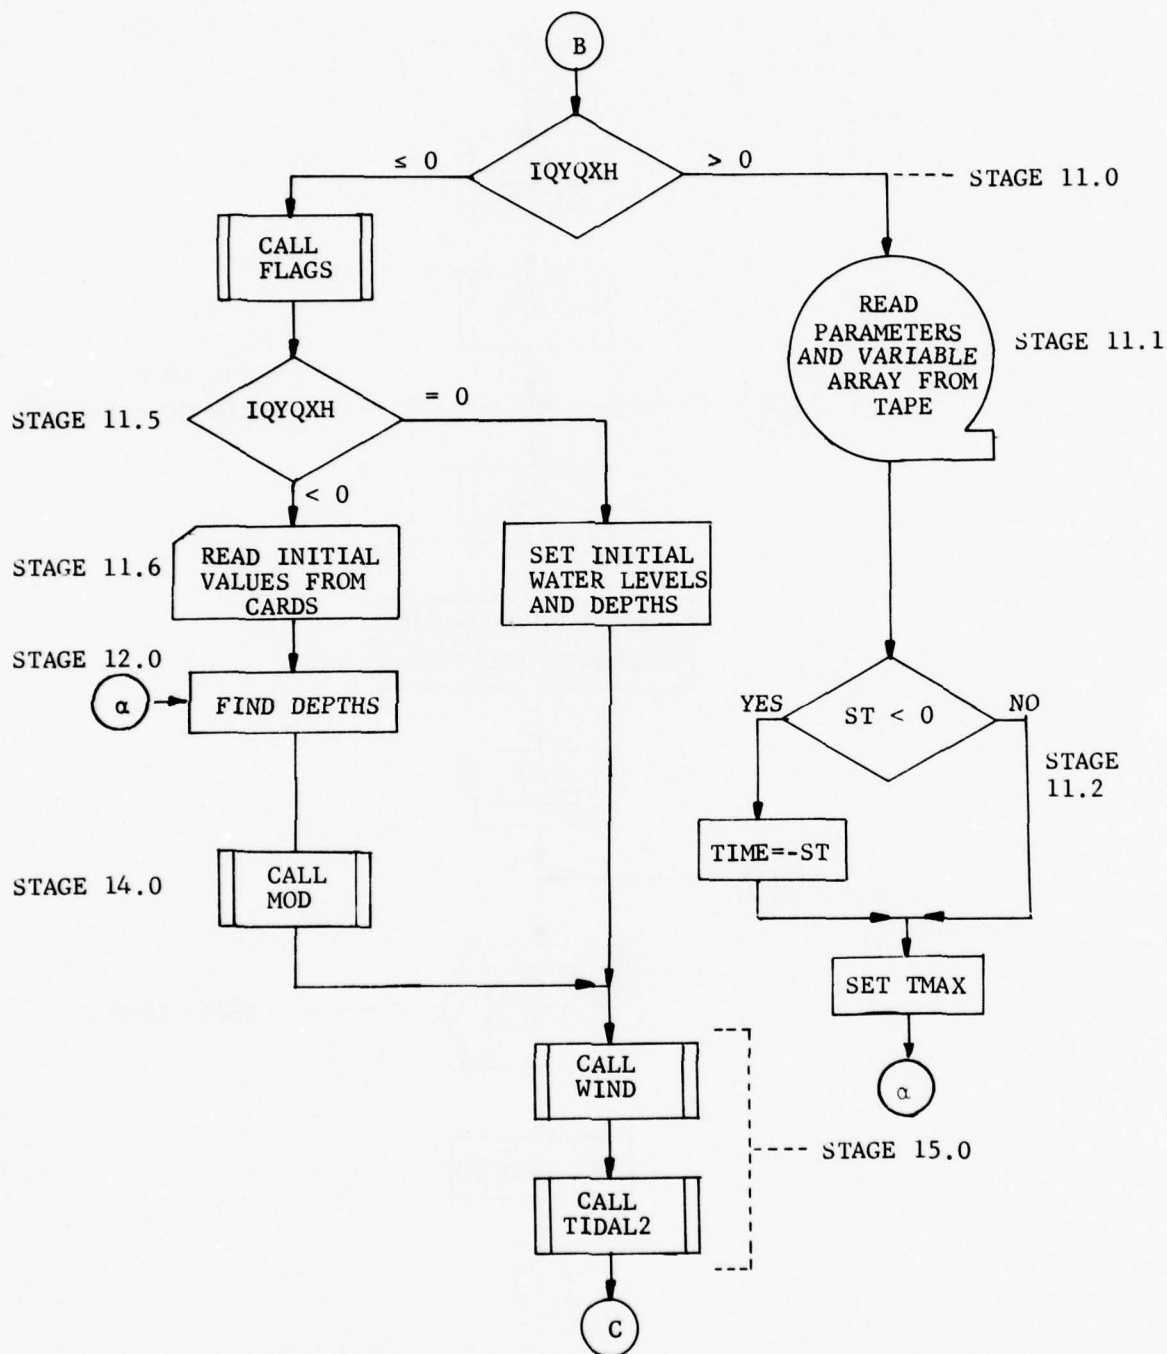 B
IQYQXH
≤ 0
> 0
STAGE 11.0
CALL
FLAGS
READ
PARAMETERS
AND VARIABLE
ARRAY FROM
TAPE
STAGE 11.1
STAGE 11.5
IQYQXH
= 0
< 0
STAGE 11.6
READ INITIAL
VALUES FROM
CARDS
SET INITIAL
WATER LEVELS
AND DEPTHS
STAGE 12.0
α
FIND DEPTHS
YES
ST < 0
NO
STAGE
11.2
TIME=-ST
STAGE 14.0
CALL
MOD
SET TMAX
α
CALL
WIND
STAGE 15.0
CALL
TIDAL2
C